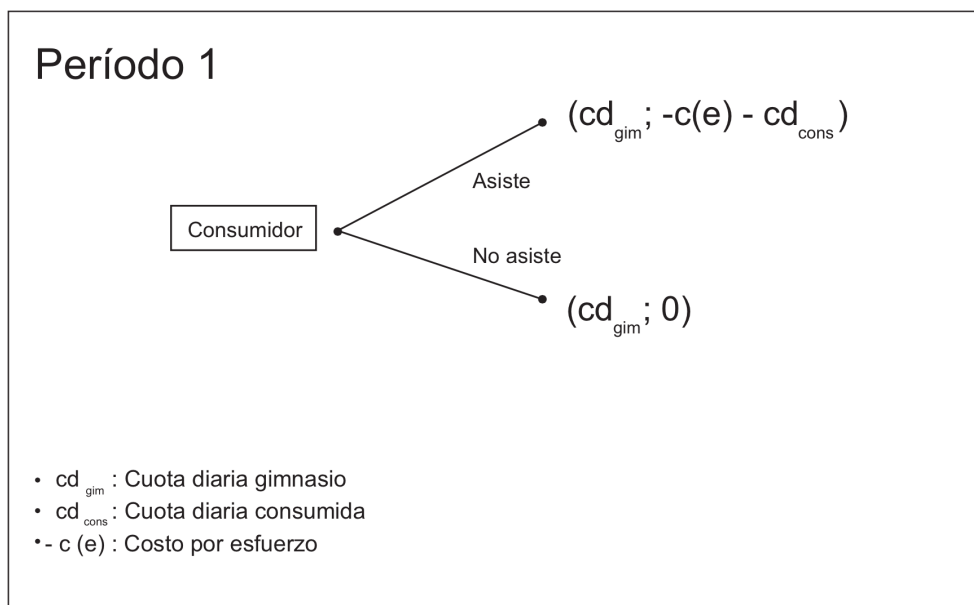 Período 1
(cd gim; -c(e) - cd cons)
Asiste
Consumidor
No asiste
(cd gim; 0)
• cd gim : Cuota diaria gimnasio
• cd cons : Cuota diaria consumida
• - c (e) : Costo por esfuerzo